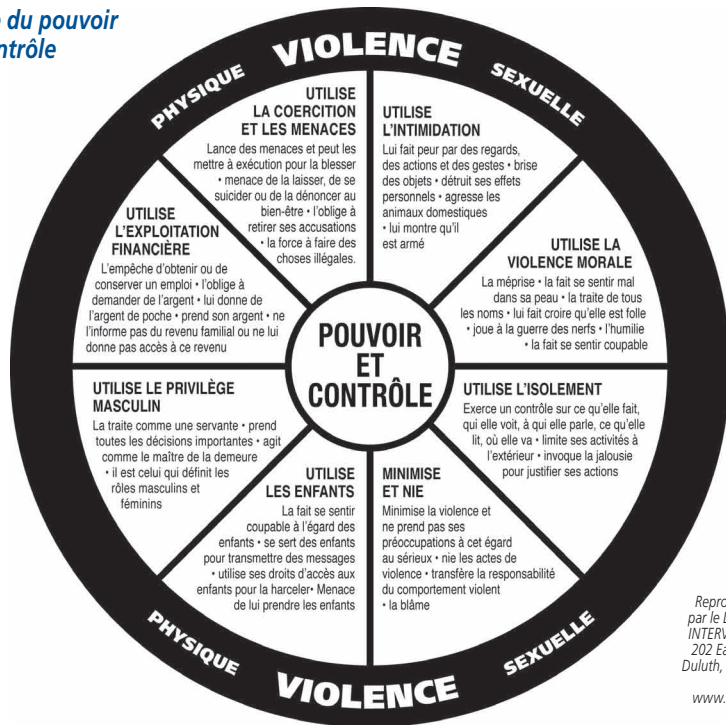 du pouvoir
ntrôle
VIOLENCE
PHYSIQUE
SEXUELLE
UTILISE
LA COERCITION
ET LES MENACES
Lance des menaces et peut les
mettre à exécution pour la blesser
• menace de la laisser, de se
suicider ou de la dénoncer au
bien-être • l'oblige à
retirer ses accusations
• la force à faire des
choses illégales.
UTILISE
L'INTIMIDATION
Lui fait peur par des regards,
des actions et des gestes • brise
des objets • détruit ses effets
personnels • agresse les
animaux domestiques
• lui montre qu'il
est armé
UTILISE
L'EXPLOITATION
FINANCIÈRE
L'empêche d'obtenir ou de
conserver un emploi • l'oblige à
demander de l'argent • lui donne de
l'argent de poche • prend son argent • ne
l'informe pas du revenu familial ou ne lui
donne pas accès à ce revenu
UTILISE LA
VIOLENCE MORALE
La méprise • la fait se sentir mal
dans sa peau • la traite de tous
les noms • lui fait croire qu'elle est folle
• joue à la guerre des nerfs • l'humilie
• la fait se sentir coupable
POUVOIR
ET
CONTRÔLE
UTILISE LE PRIVILÈGE
MASCULIN
La traite comme une servante • prend
toutes les décisions importantes • agit
comme le maître de la demeure
• il est celui qui définit les
rôles masculins et
féminins
UTILISE L'ISOLEMENT
Exerce un contrôle sur ce qu'elle fait,
qui elle voit, à qui elle parle, ce qu'elle
lit, où elle va • limite ses activités à
l'extérieur • invoque la jalousie
pour justifier ses actions
UTILISE
LES ENFANTS
La fait se sentir
coupable à l'égard des
enfants • se sert des enfants
pour transmettre des messages
• utilise ses droits d'accès aux
enfants pour la harceler• Menace
de lui prendre les enfants
MINIMISE
ET NIE
Minimise la violence et
ne prend pas ses
préoccupations à cet égard
au sérieux • nie les actes de
violence • transfère la responsabilité
du comportement violent
• la blâme
PHYSIQUE
VIOLENCE
SEXUELLE
Repro
par le
INTERV
202 Ea
Duluth,
www.